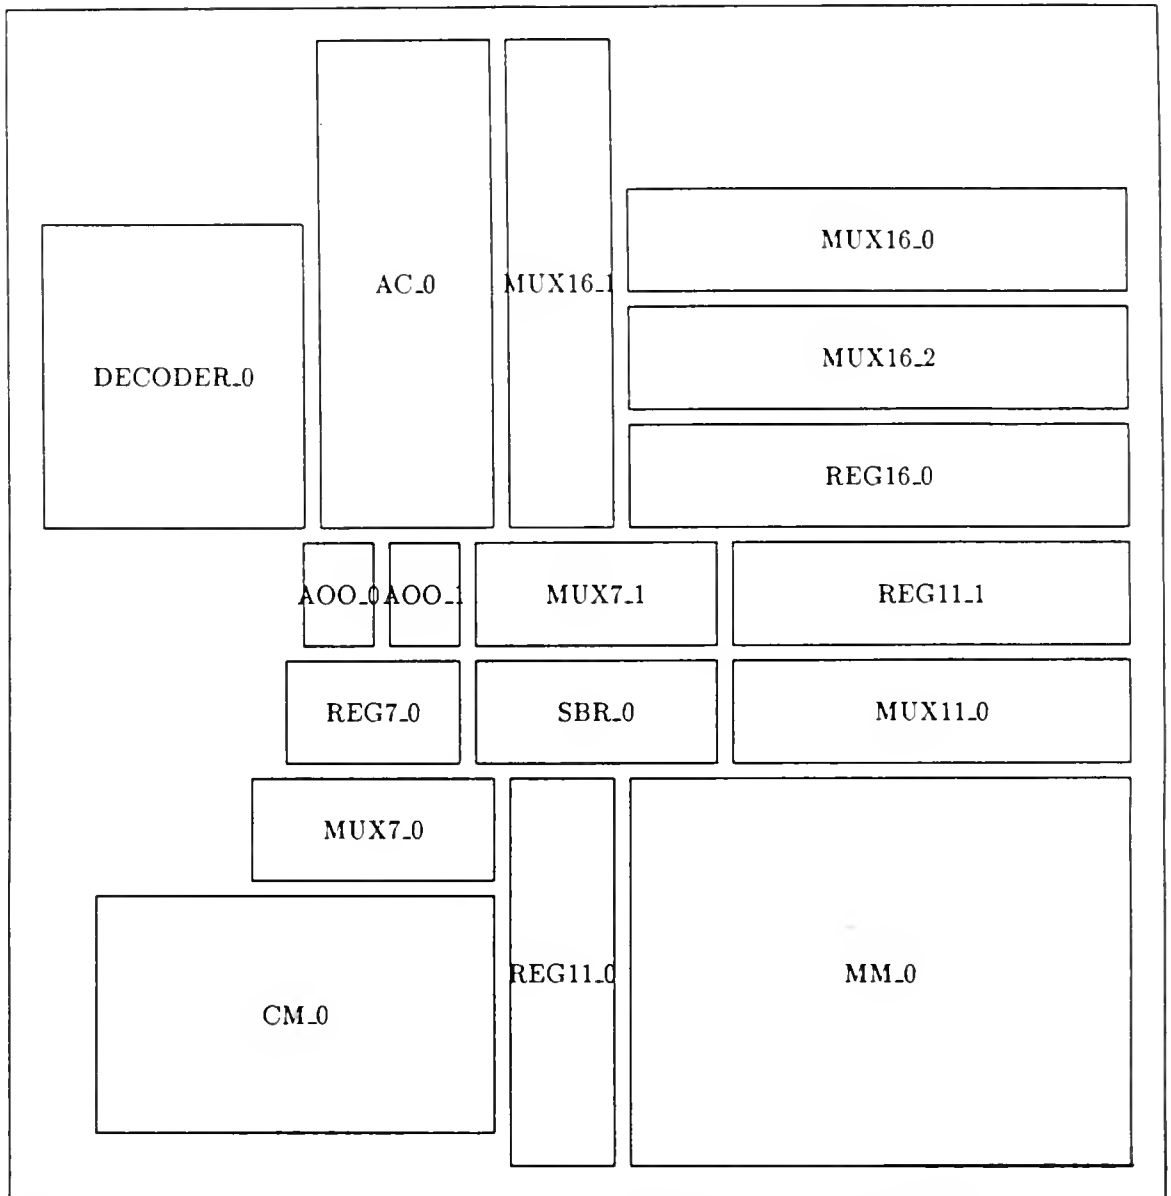 MUX16_0
AC_0
MUX16_1
MUX16_2
DECODER_0
REG16_0
AOO_0
AOO_1
MUX7_1
REG11_1
REG7_0
SBR_0
MUX11_0
MUX7_0
REG11_0
MM_0
CM_0